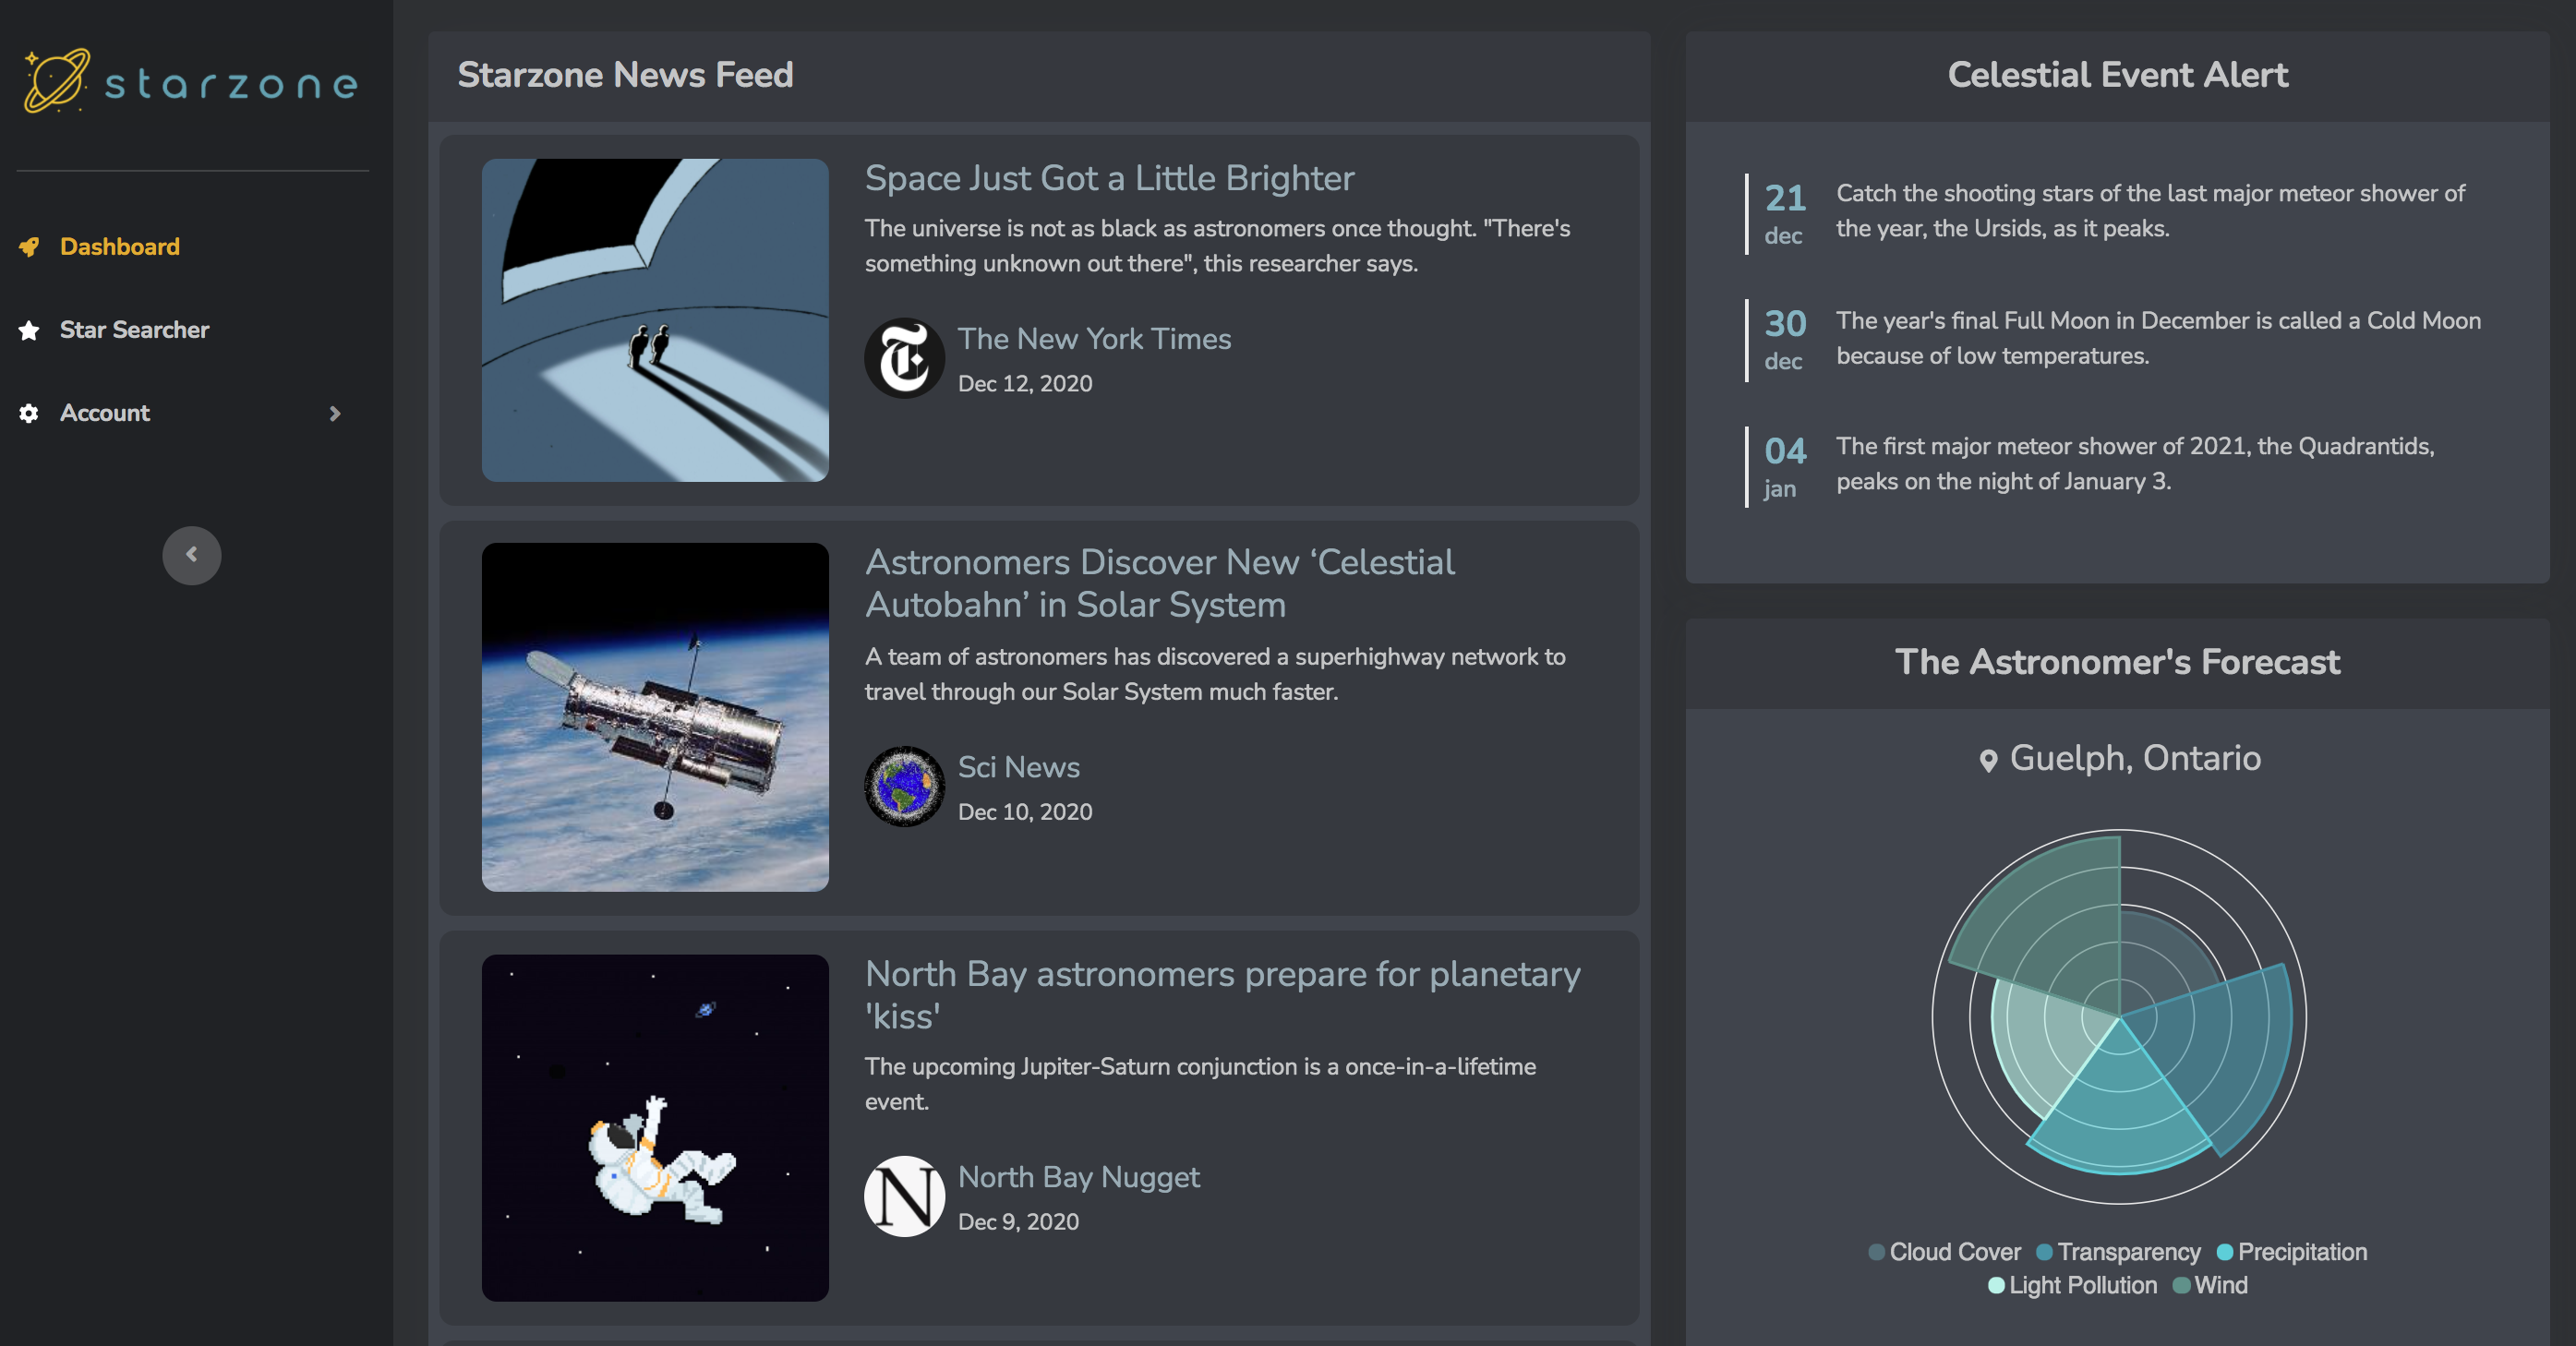 starzone
Dashboard
Star Searcher
Account
Starzone News Feed
Space Just Got a Little Brighter
The universe is not as black as astronomers once thought. "There's
something unknown out there", this researcher says.
The New York Times
Dec 12, 2020
Astronomers Discover New ‘Celestial
Autobahn’ in Solar System
A team of astronomers has discovered a superhighway network to
travel through our Solar System much faster.
Sci News
Dec 10, 2020
North Bay astronomers prepare for planetary
'kiss'
The upcoming Jupiter-Saturn conjunction is a once-in-a-lifetime
event.
N
North Bay Nugget
Dec 9, 2020
Celestial Event Alert
21
dec
Catch the shooting stars of the last major meteor shower of
the year, the Ursids, as it peaks.
30
dec
The year's final Full Moon in December is called a Cold Moon
because of low temperatures.
04
jan
The first major meteor shower of 2021, the Quadrantids,
peaks on the night of January 3.
The Astronomer's Forecast
Guelph, Ontario
Cloud Cover Transparency Precipitation
Light Pollution Wind